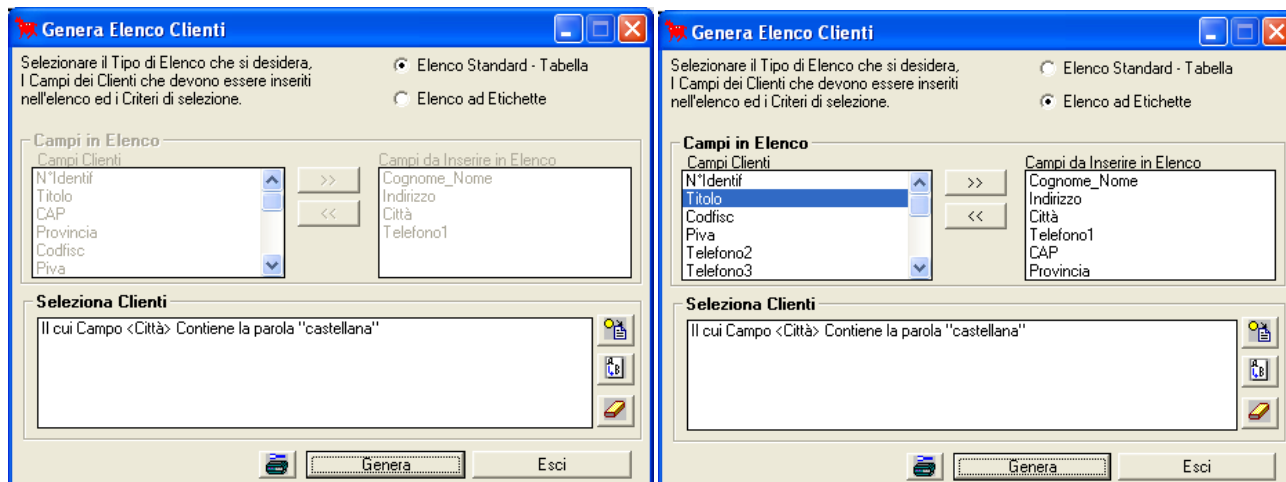 Genera Elenco Clienti
Selezionare il Tipo di Elenco che si desidera,
I Campi dei Clienti che devono essere inseriti
nell'elenco ed i Criteri di selezione.
Elenco Standard - Tabella
Elenco ad Etichette
Campi in Elenco
Campi Clienti
N°Identif
Titolo
CAP
Provincia
Codfisc
Piva
>>
<<
Campi da Inserire in Elenco
Cognome_Nome
Indirizzo
Città
Telefono1
Seleziona Clienti
Il cui Campo <Città> Contiene la parola "castellana"
Genera
Esci
Genera Elenco Clienti
Selezionare il Tipo di Elenco che si desidera,
I Campi dei Clienti che devono essere inseriti
nell'elenco ed i Criteri di selezione.
Elenco Standard - Tabella
Elenco ad Etichette
Campi in Elenco
Campi Clienti
N°Identif
Titolo
Codfisc
Piva
Telefono2
Telefono3
>>
<<
Campi da Inserire in Elenco
Cognome_Nome
Indirizzo
Città
Telefono1
CAP
Provincia
Seleziona Clienti
Il cui Campo <Città> Contiene la parola "castellana"
Genera
Esci